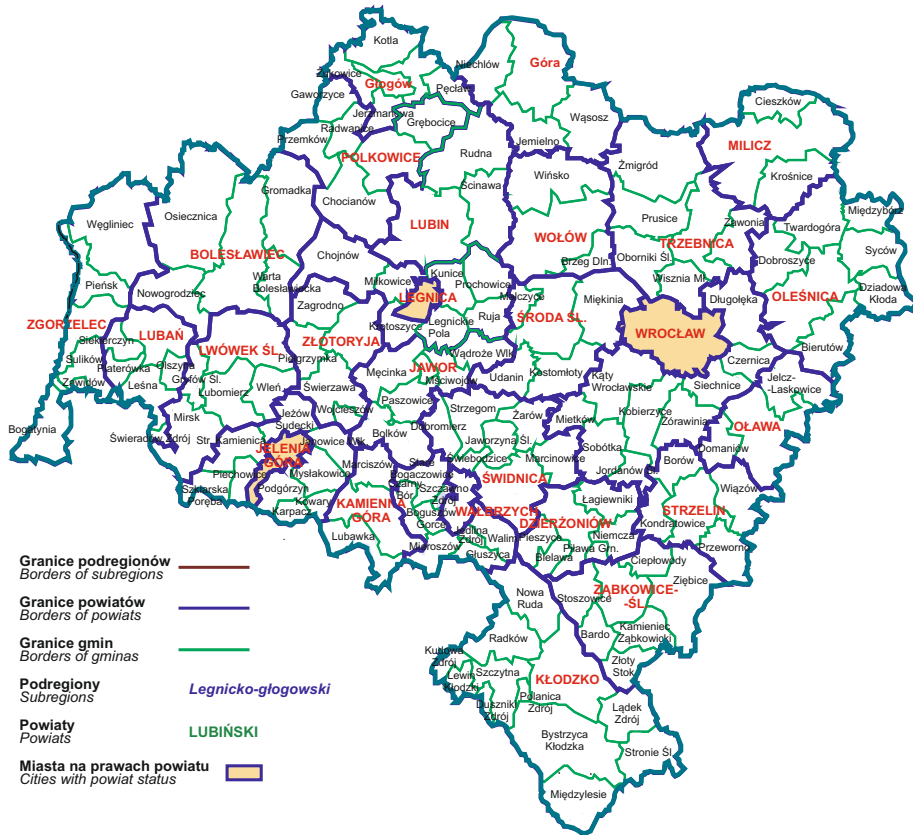 Kotla
Niechlów
Góra
Żukowice
Głogów
Pęcław
Gaworzyce
Jerzmanowa
Grębocice
Wąsosz
Cieszków
Radwanice
Przemków
Jemielno
MILICZ
POLKOWICE
Rudna
Żmigród
Krośnice
Wińsko
Ścinawa
Gromadka
Chocianów
Węgliniec
Osiecznica
Międzybórz
Prusice
Zawonia
Twardogóra
LUBIN
WOŁÓW
TRZEBNICA
Syców
BOLESŁAWIEC
Chojnów
Oborniki Śl.
Brzeg Dln.
Dobroszyce
Pieńsk
Warta
Bolesławiecka
Miłkowice
Kunice
Prochowice
Wisznia Mł.
Dziadowa
Kłoda
Nowogrodziec
LEGNICA
Malczyce
Miękinia
Długołęka
OLEŚNICA
Zagrodno
Krotoszyce
Legnickie
Pola
Ruja
ŚRODA ŚL.
ZGORZELEC
LUBAŃ
WROCŁAW
Siekierczyn
LWÓWEK ŚL.
ZŁOTORYJA
Bierutów
Sulików
Platerówka
Olszyna
Pielgrzymka
Wądroże Wlk.
Czernica
Zawidów
Leśna
Gryfów Śl.
Męcinka
JAWOR
Mściwojów
Udanin
Kostomłoty
Kąty
Wrocławskie
Siechnice
Jelcz-
-Laskowice
Lubomierz
Wleń
Świerzawa
Paszowice
Strzegom
Mirsk
Jeżów
Sudecki
Wojcieszów
Dobromierz
Żarów
Mietków
Kobierzyce
Żórawinia
OŁAWA
Bogatynia
Świeradów Zdrój
Str. Kamienica
Janowice Wlk.
Bolków
Jaworzyna Śl.
Sobótka
Domaniów
JELENIA
GÓRA
Świebodzice
Marcinowice
Borów
Piechowice
Mysłakowice
Marciszów
Stare
Bogaczowice
Jordanów Śl.
Szklarska
Poręba
Podgórzyn
Czarny
Bór
Szczawno
Zdrój
ŚWIDNICA
Wiązów
Kowary
Karpacz
KAMIENNA
GÓRA
Boguszów
Gorce
WAŁBRZYCH
Łagiewniki
STRZELIN
DZIERŻONIÓW
Kondratowice
Lubawka
Jedlina
Zdrój
Walim
Pieszyce
Niemcza
Mieroszów
Głuszyca
Bielawa
Piława Grn.
Ciepłowody
Przeworno
Ziębice
Granice podregionów
Borders of subregions
Nowa
Ruda
Stoszowice
ZĄBKOWICE-
-ŚL.
Granice powiatów
Borders of powiats
Radków
Bardo
Kamieniec
Ząbkowicki
Granice gmin
Borders of gminas
Kudowa
Zdrój
Szczytna
Złoty
Stok
Lewin
Kłodzki
KŁODZKO
Podregiony
Subregions
Legnicko-głogowski
Duszniki
Zdrój
Polanica
Zdrój
Lądek
Zdrój
Powiaty
Powiats
LUBIŃSKI
Bystrzyca
Kłodzka
Stronie Śl.
Miasta na prawach powiatu
Cities with powiat status
Międzylesie